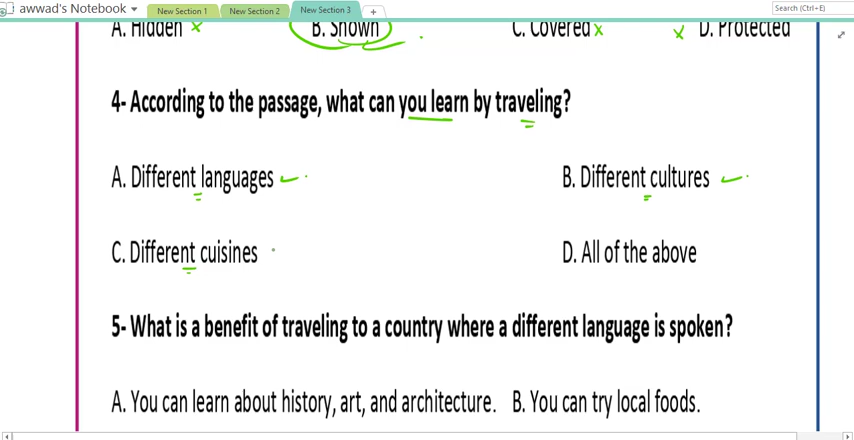 awwad's Notebook
New Section 1
New Section 2
New Section 3
+
Search (Ctrl+E)
A. Hidden x B. Shown C. Covered x x D. Protected
4- According to the passage, what can you learn by traveling?
A. Different languages B. Different cultures
C. Different cuisines D. All of the above
5- What is a benefit of traveling to a country where a different language is spoken?
A. You can learn about history, art, and architecture. B. You can try local foods.